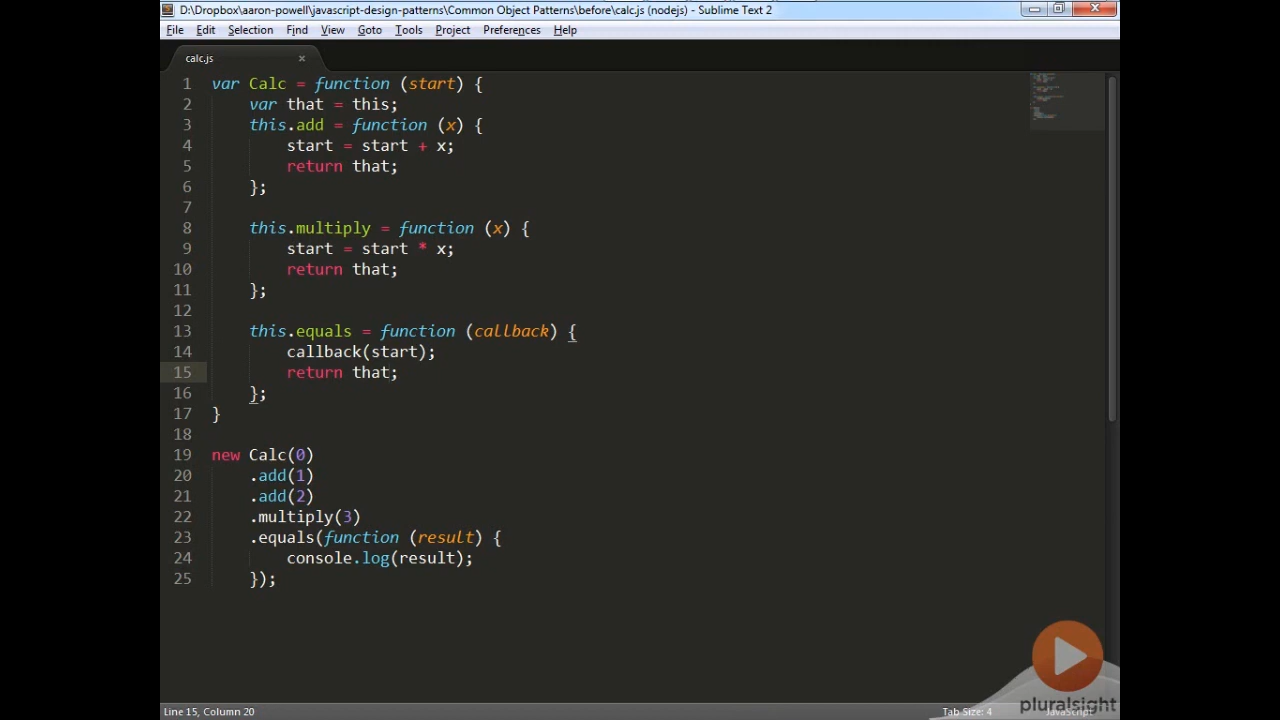 D:\Dropbox\aaron-powell\javascript-design-patterns\Common Object Patterns\before\calc.js (nodejs) - Sublime Text 2
File Edit Selection Find View Goto Tools Project Preferences Help
calc.js ×
1 var Calc = function (start) {
2     var that = this;
3     this.add = function (x) {
4         start = start + x;
5         return that;
6     };
7
8     this.multiply = function (x) {
9         start = start * x;
10         return that;
11     };
12
13     this.equals = function (callback) {
14         callback(start);
15         return that;
16     };
17 }
18
19 new Calc(0)
20     .add(1)
21     .add(2)
22     .multiply(3)
23     .equals(function (result) {
24         console.log(result);
25     });
pluralsight
Line 15, Column 20 Tab Size: 4 JavaScript